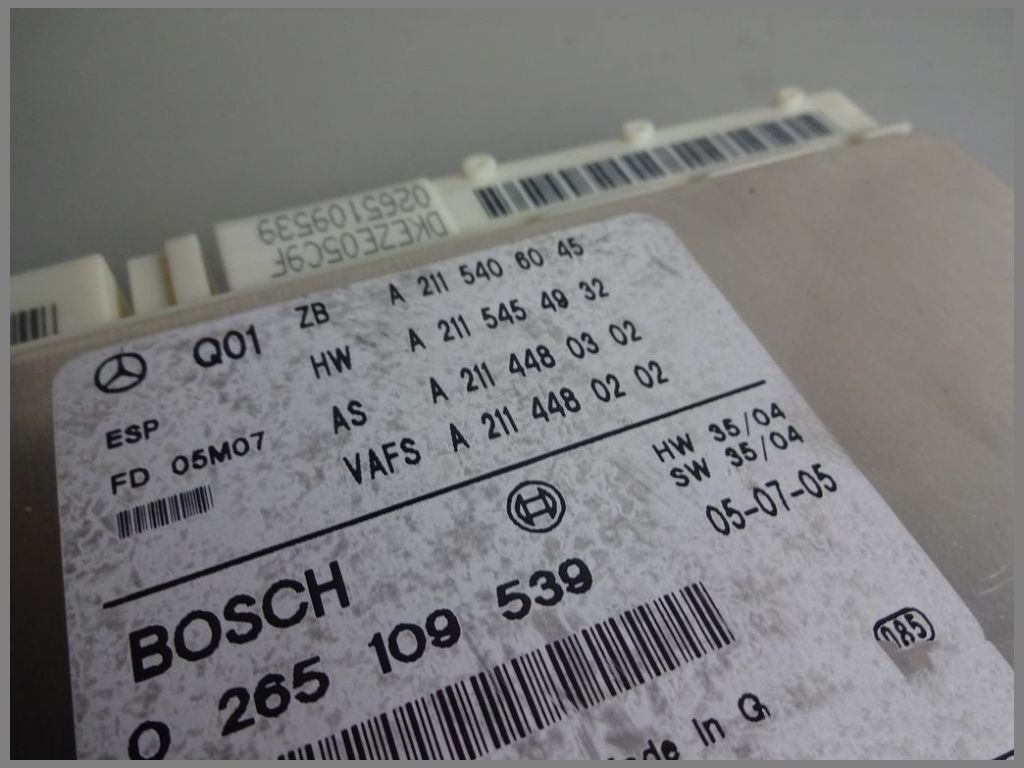 0265109539
DKEZE05C9F
Q01 ZB A 211 540 60 45
HW A 211 545 49 32
ESP AS A 211 448 03 02
FD 05M07 VAFS A 211 448 02 02
HW 35/04
SW 35/04
05-07-05
BOSCH
0 265 109 539
785
In